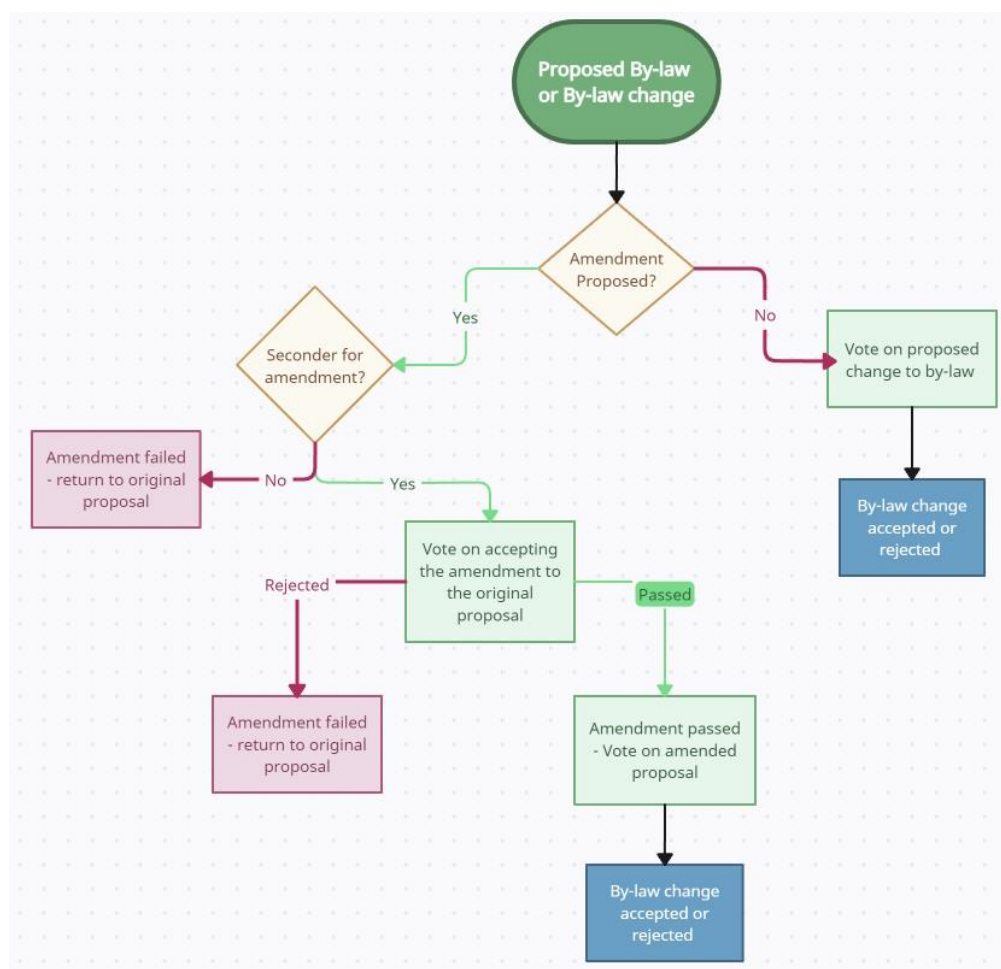 Proposed By-law
or By-law change
Amendment
Proposed?
Yes
No
Seconder for
amendment?
Vote on proposed
change to by-law
Amendment failed
- return to original
proposal
No
Yes
By-law change
accepted or
rejected
Vote on accepting
the amendment to
the original
proposal
Rejected
Passed
Amendment failed
- return to original
proposal
Amendment passed
- Vote on amended
proposal
By-law change
accepted or
rejected